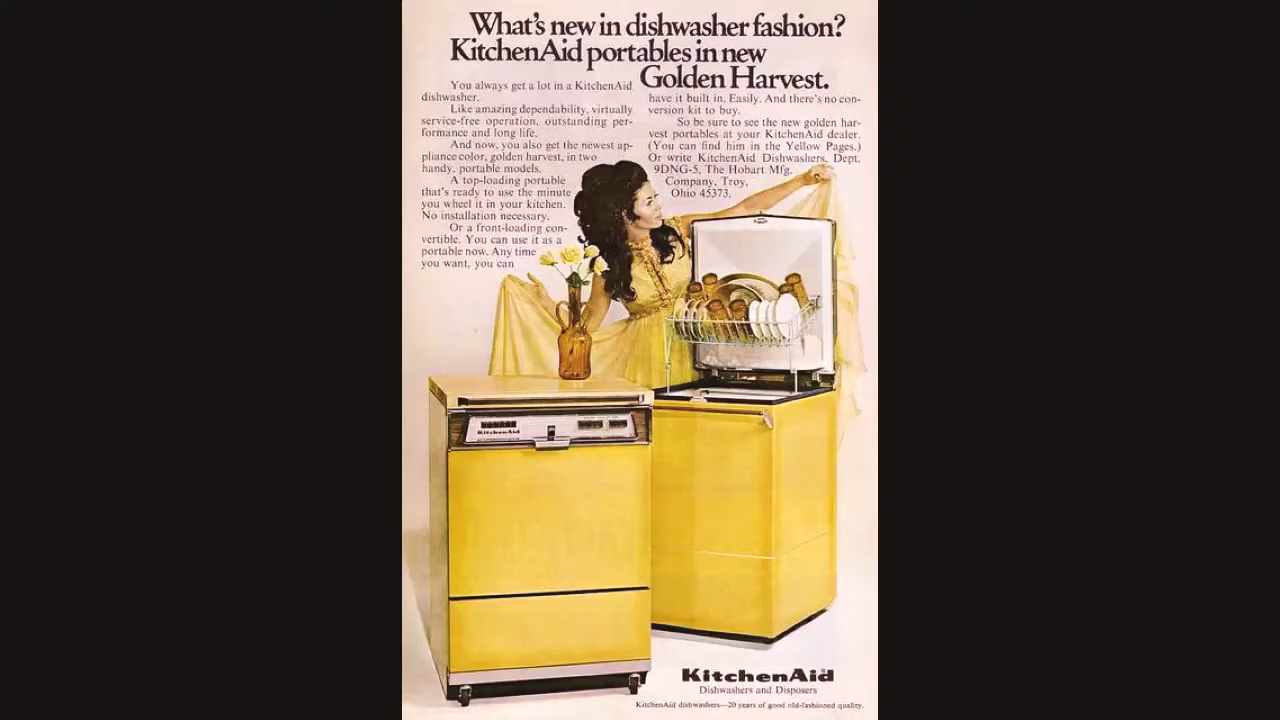 What's new in dishwasher fashion?
KitchenAid portables in new
Golden Harvest.
You always get a lot in a KitchenAid
dishwasher.
Like amazing dependability, virtually
service-free operation, outstanding per-
formance and long life.
And now, you also get the newest ap-
pliance color, golden harvest, in two
handy, portable models.
A top-loading portable
that's ready to use the minute
you wheel it in your kitchen.
No installation necessary.
Or a front-loading con-
vertible. You can use it as a
portable now. Any time
you want, you can
have it built in. Easily. And there's no con-
version kit to buy.
So be sure to see the new golden har-
vest portables at your KitchenAid dealer.
(You can find him in the Yellow Pages.)
Or write KitchenAid Dishwashers, Dept.
9DNG-5, The Hobart Mfg.
Company, Troy,
Ohio 45373.
KitchenAid
KitchenAid
Dishwashers and Disposers
KitchenAid dishwashers—20 years of good old-fashioned quality.